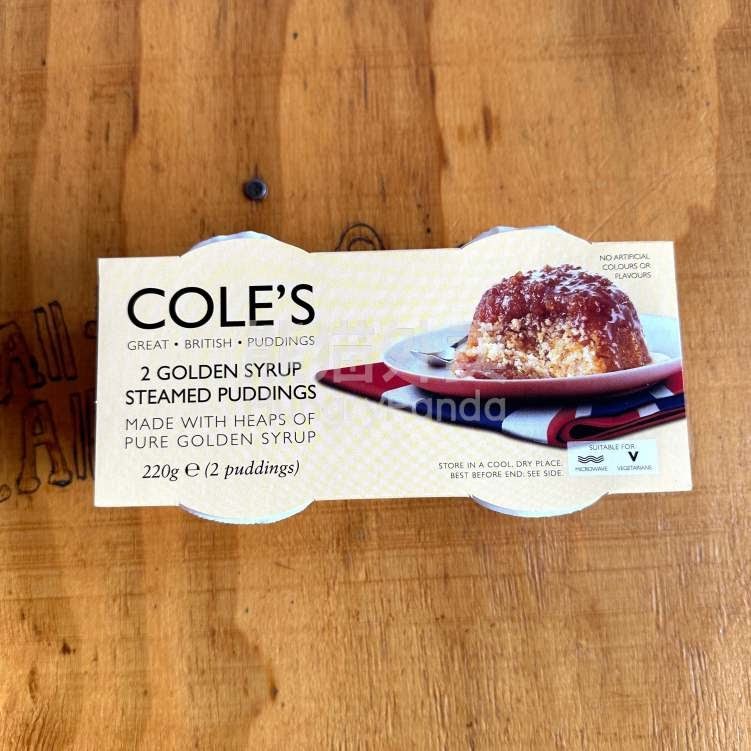 COLE'S
GREAT • BRITISH • PUDDINGS
2 GOLDEN SYRUP
STEAMED PUDDINGS
MADE WITH HEAPS OF
PURE GOLDEN SYRUP
220g ℮ (2 puddings)
NO ARTIFICIAL
COLOURS OR
FLAVOURS
STORE IN A COOL, DRY PLACE.
BEST BEFORE END: SEE SIDE.
SUITABLE FOR
MICROWAVE
V
VEGETARIANS